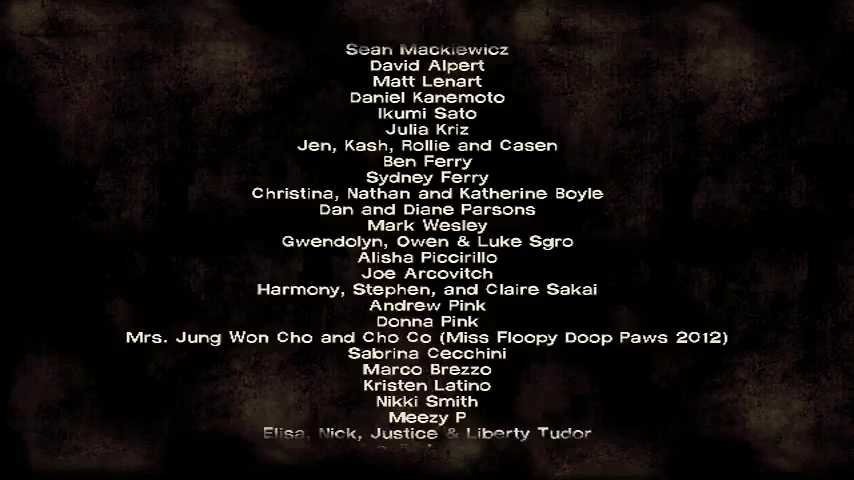 Sean Mackiewicz
David Alpert
Matt Lenart
Daniel Kanemoto
Ikumi Sato
Julia Kriz
Jen, Kash, Rollie and Casen
Ben Ferry
Sydney Ferry
Christina, Nathan and Katherine Boyle
Dan and Diane Parsons
Mark Wesley
Gwendolyn, Owen & Luke Sgro
Alisha Piccirillo
Joe Arcovitch
Harmony, Stephen, and Claire Sakai
Andrew Pink
Donna Pink
Mrs. Jung Won Cho and Cho Co (Miss Floopy Doop Paws 2012)
Sabrina Cecchini
Marco Brezzo
Kristen Latino
Nikki Smith
Meezy P
Elisa, Nick, Justice & Liberty Tudor